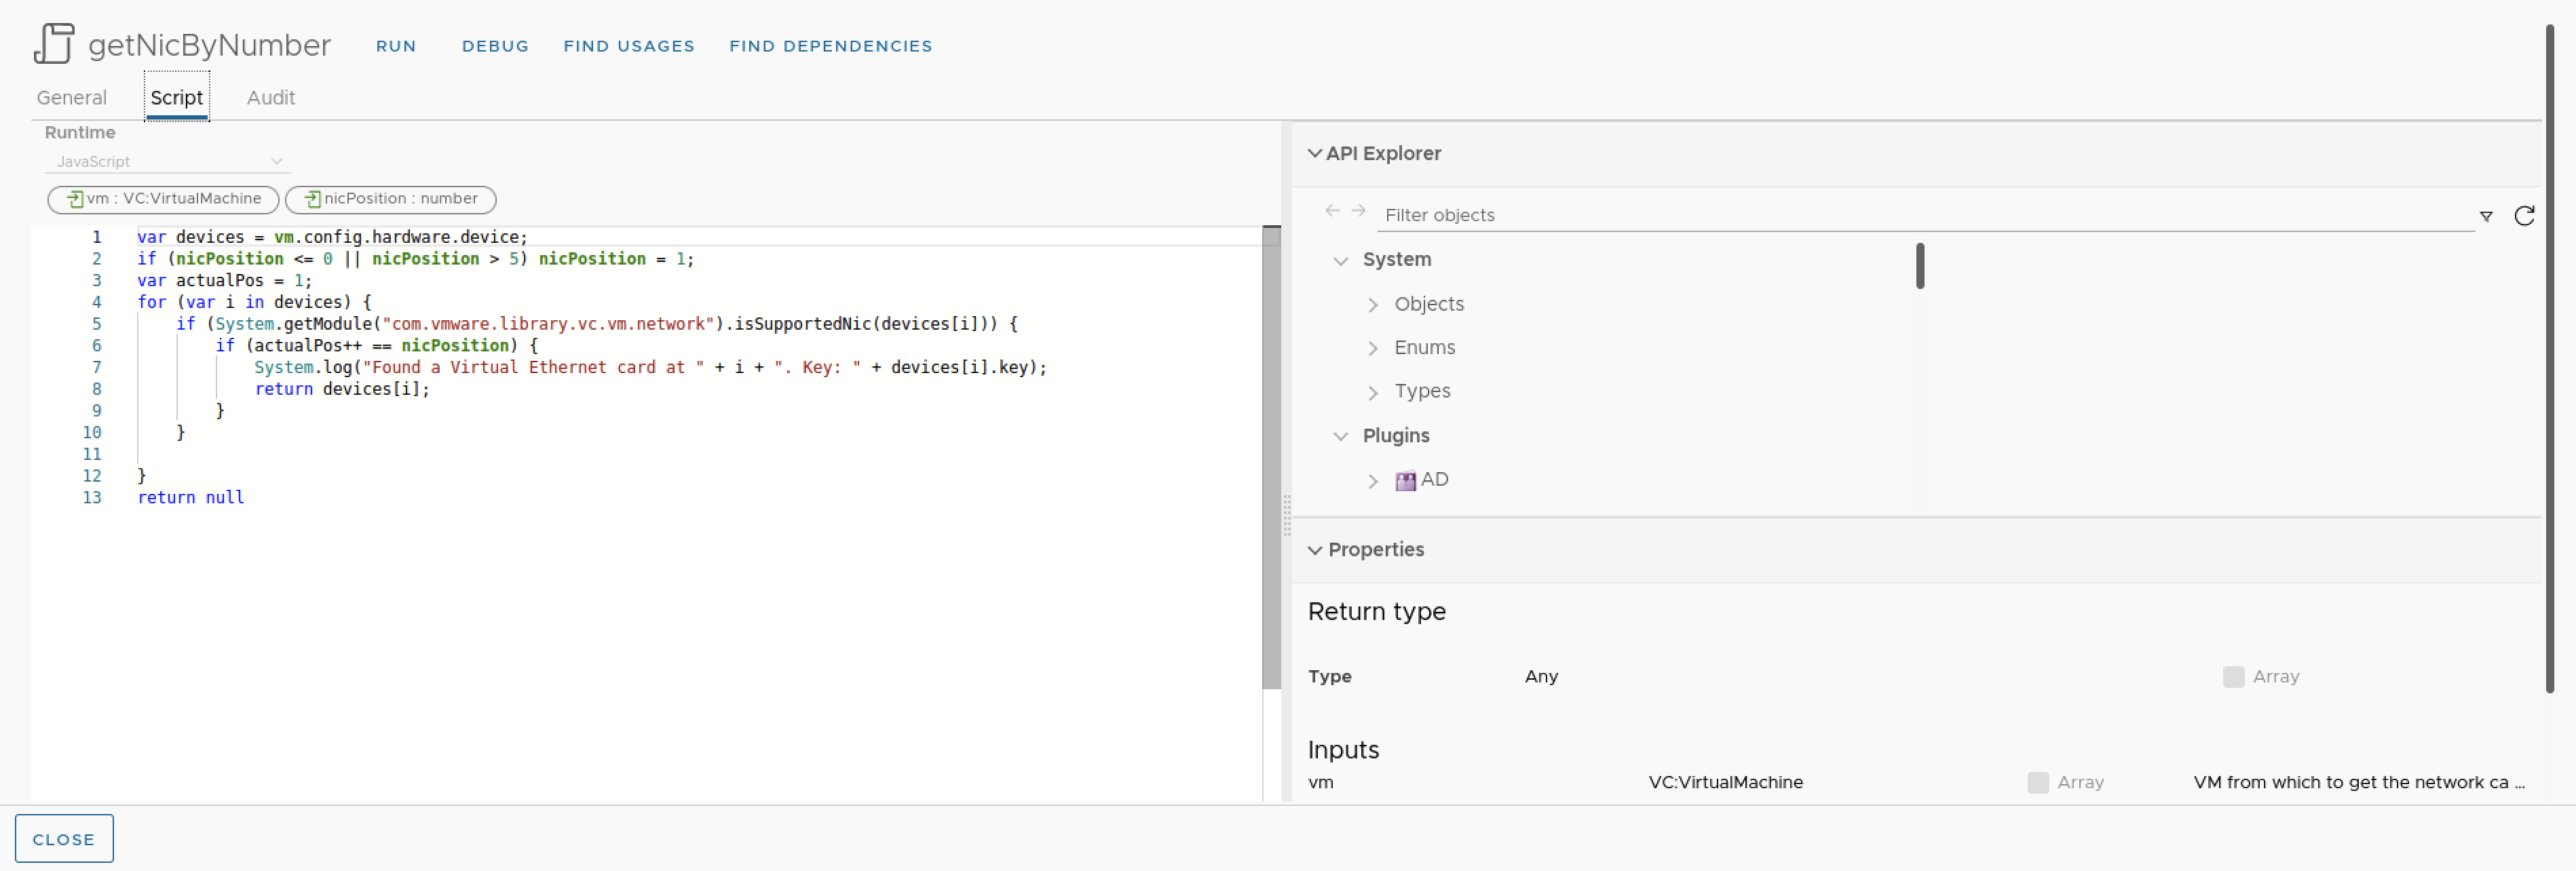 getNicByNumber RUN DEBUG FIND USAGES FIND DEPENDENCIES
General Script Audit
Runtime
JavaScript
vm : VC:VirtualMachine nicPosition : number
1 var devices = vm.config.hardware.device;
2 if (nicPosition <= 0 || nicPosition > 5) nicPosition = 1;
3 var actualPos = 1;
4 for (var i in devices) {
5 if (System.getModule("com.vmware.library.vc.vm.network").isSupportedNic(devices[i])) {
6 if (actualPos++ == nicPosition) {
7 System.log("Found a Virtual Ethernet card at " + i + ". Key: " + devices[i].key);
8 return devices[i];
9 }
10 }
11
12 }
13 return null
API Explorer
Filter objects
System
Objects
Enums
Types
Plugins
AD
Properties
Return type
Type Any Array
Inputs
vm VC:VirtualMachine Array VM from which to get the network ca ...
CLOSE